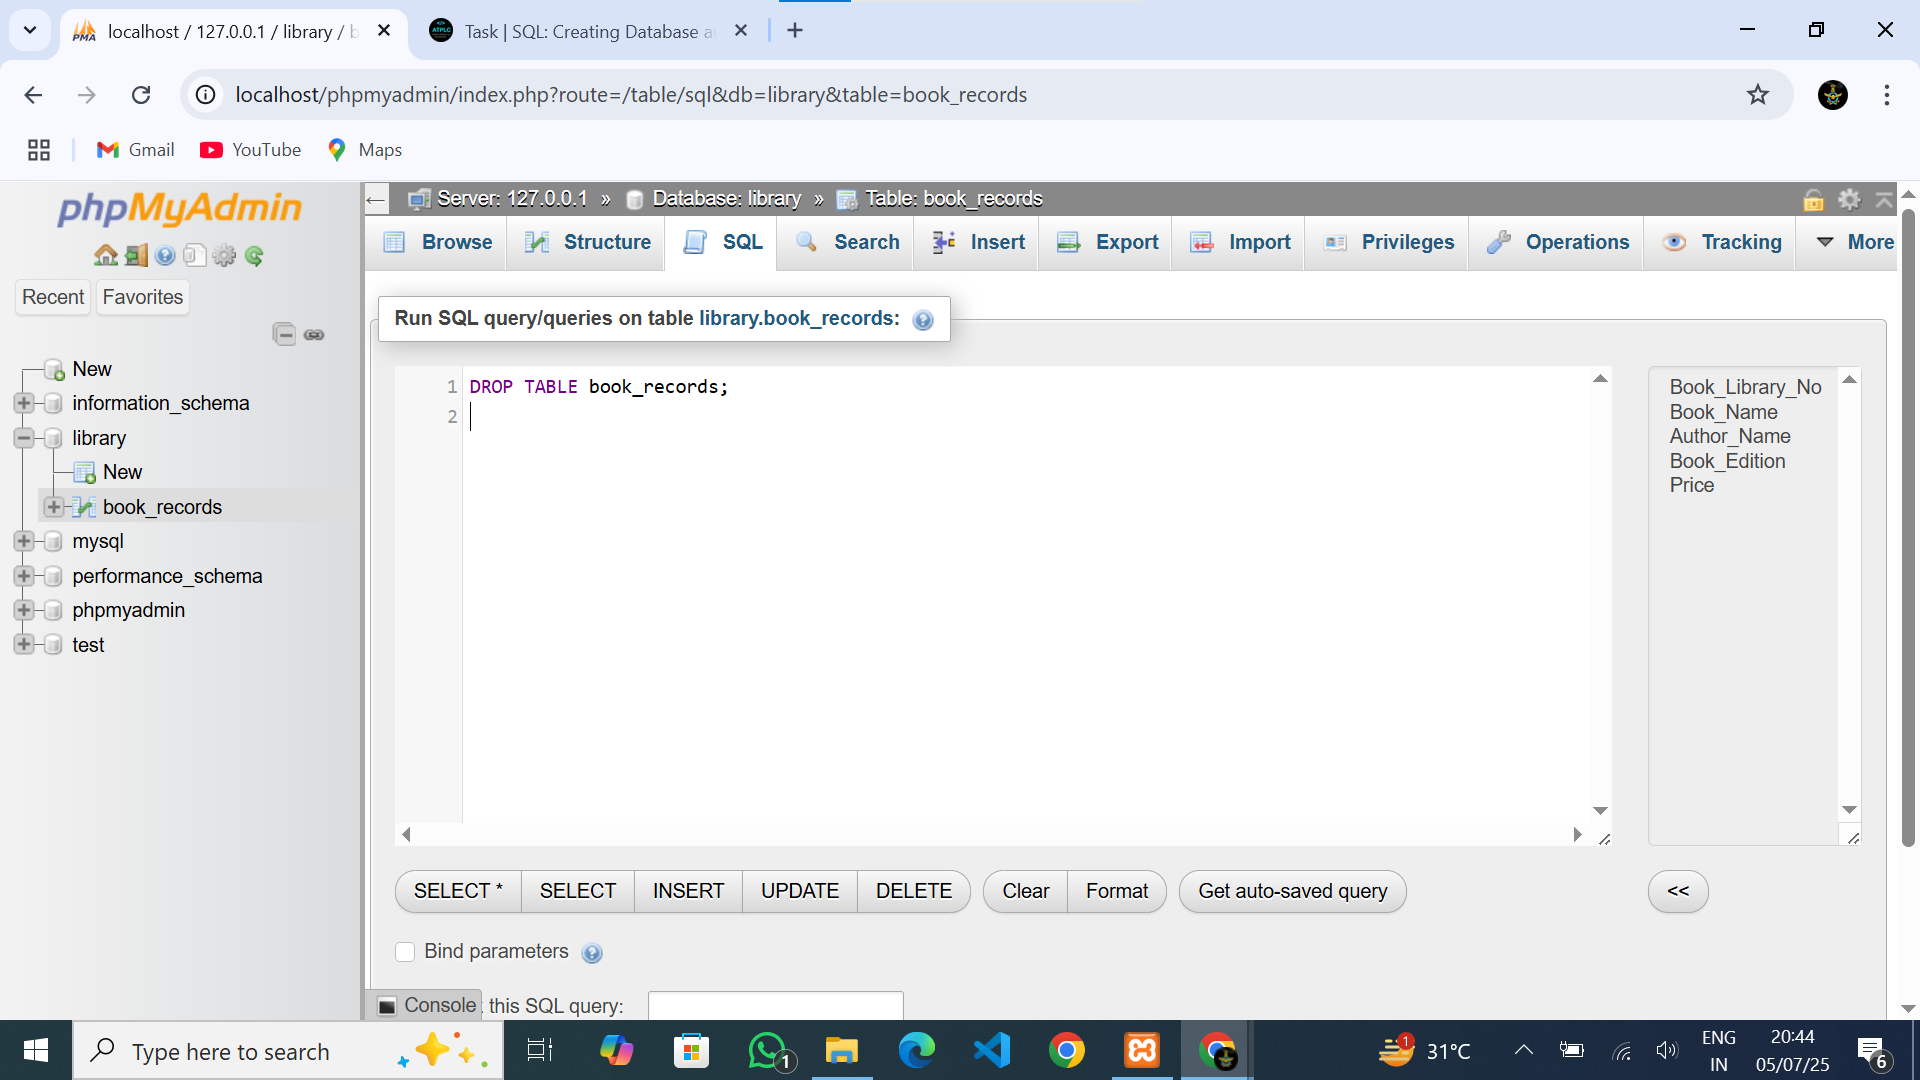 localhost / 127.0.0.1 / library / b
Task | SQL: Creating Database a
localhost/phpmyadmin/index.php?route=/table/sql&db=library&table=book_records
Gmail
YouTube
Maps
phpMyAdmin
Recent
Favorites
New
information_schema
library
New
book_records
mysql
performance_schema
phpmyadmin
test
Server: 127.0.0.1 » Database: library » Table: book_records
Browse
Structure
SQL
Search
Insert
Export
Import
Privileges
Operations
Tracking
More
Run SQL query/queries on table library.book_records:
1 DROP TABLE book_records;
2
Book_Library_No
Book_Name
Author_Name
Book_Edition
Price
SELECT *
SELECT
INSERT
UPDATE
DELETE
Clear
Format
Get auto-saved query
<<
Bind parameters
Console
this SQL query:
Type here to search
1
1
31°C
ENG
IN
20:44
05/07/25
6